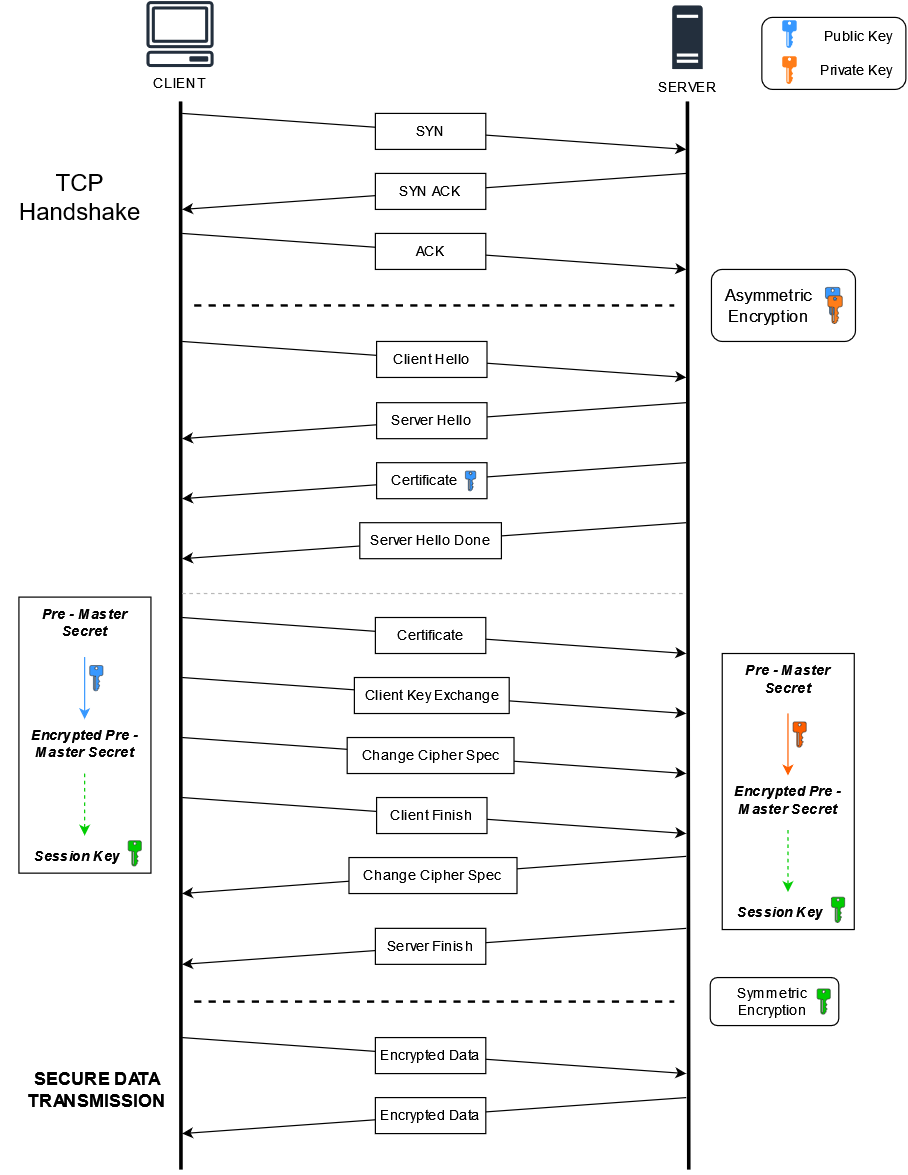 CLIENT
SERVER
Public Key
Private Key
SYN
TCP
Handshake
SYN ACK
ACK
Asymmetric
Encryption
Client Hello
Server Hello
Certificate
Server Hello Done
Pre - Master
Secret
Encrypted Pre -
Master Secret
Session Key
Certificate
Client Key Exchange
Change Cipher Spec
Client Finish
Change Cipher Spec
Server Finish
Pre - Master
Secret
Encrypted Pre -
Master Secret
Session Key
Symmetric
Encryption
SECURE DATA
TRANSMISSION
Encrypted Data
Encrypted Data